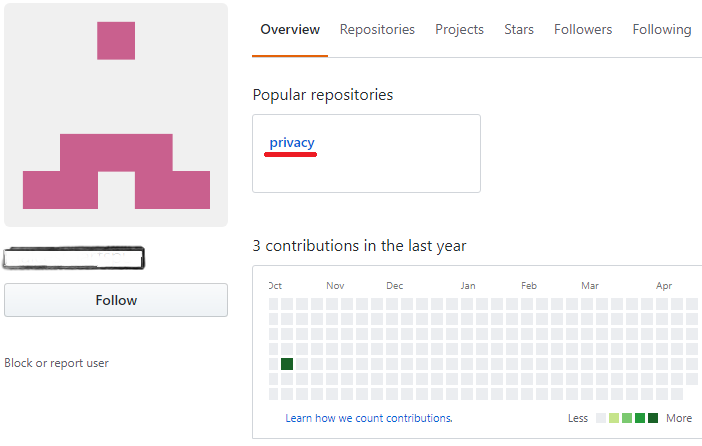 Overview Repositories Projects Stars Followers Following
Popular repositories
privacy
3 contributions in the last year
Oct Nov Dec Jan Feb Mar Apr
Learn how we count contributions. Less More
Follow
Block or report user